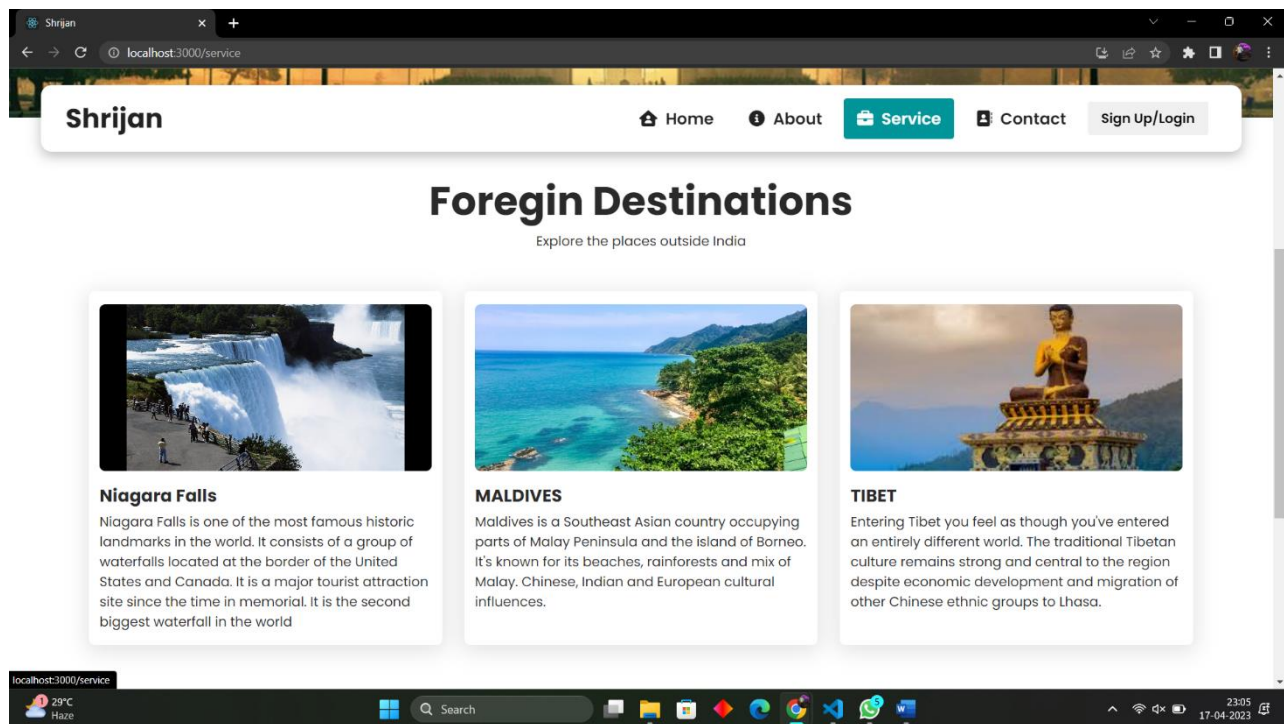 Shrijan
localhost:3000/service
Shrijan
Home
About
Service
Contact
Sign Up/Login
Foregin Destinations
Explore the places outside India
Niagara Falls
Niagara Falls is one of the most famous historic
landmarks in the world. It consists of a group of
waterfalls located at the border of the United
States and Canada. It is a major tourist attraction
site since the time in memorial. It is the second
biggest waterfall in the world
MALDIVES
Maldives is a Southeast Asian country occupying
parts of Malay Peninsula and the island of Borneo.
It's known for its beaches, rainforests and mix of
Malay. Chinese, Indian and European cultural
influences.
TIBET
Entering Tibet you feel as though you've entered
an entirely different world. The traditional Tibetan
culture remains strong and central to the region
despite economic development and migration of
other Chinese ethnic groups to Lhasa.
localhost:3000/service
1
29°C
Haze
Search
5
23:05
17-04-2023